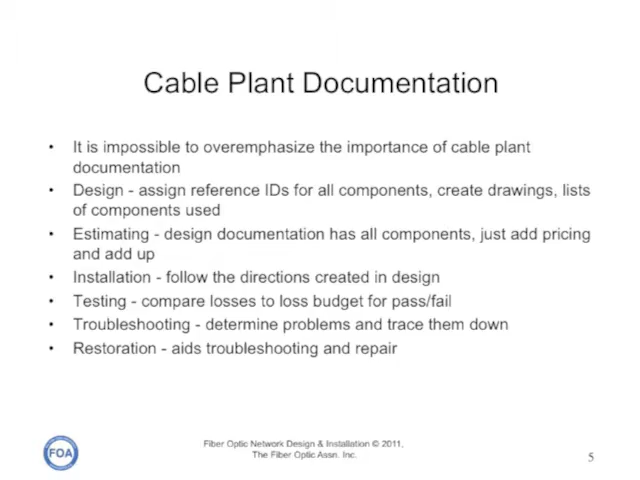 Cable Plant Documentation
• It is impossible to overemphasize the importance of cable plant
documentation
• Design - assign reference IDs for all components, create drawings, lists
of components used
• Estimating - design documentation has all components, just add pricing
and add up
• Installation - follow the directions created in design
• Testing - compare losses to loss budget for pass/fail
• Troubleshooting - determine problems and trace them down
• Restoration - aids troubleshooting and repair
FOA
Fiber Optic Network Design & Installation © 2011,
The Fiber Optic Assn. Inc.
5